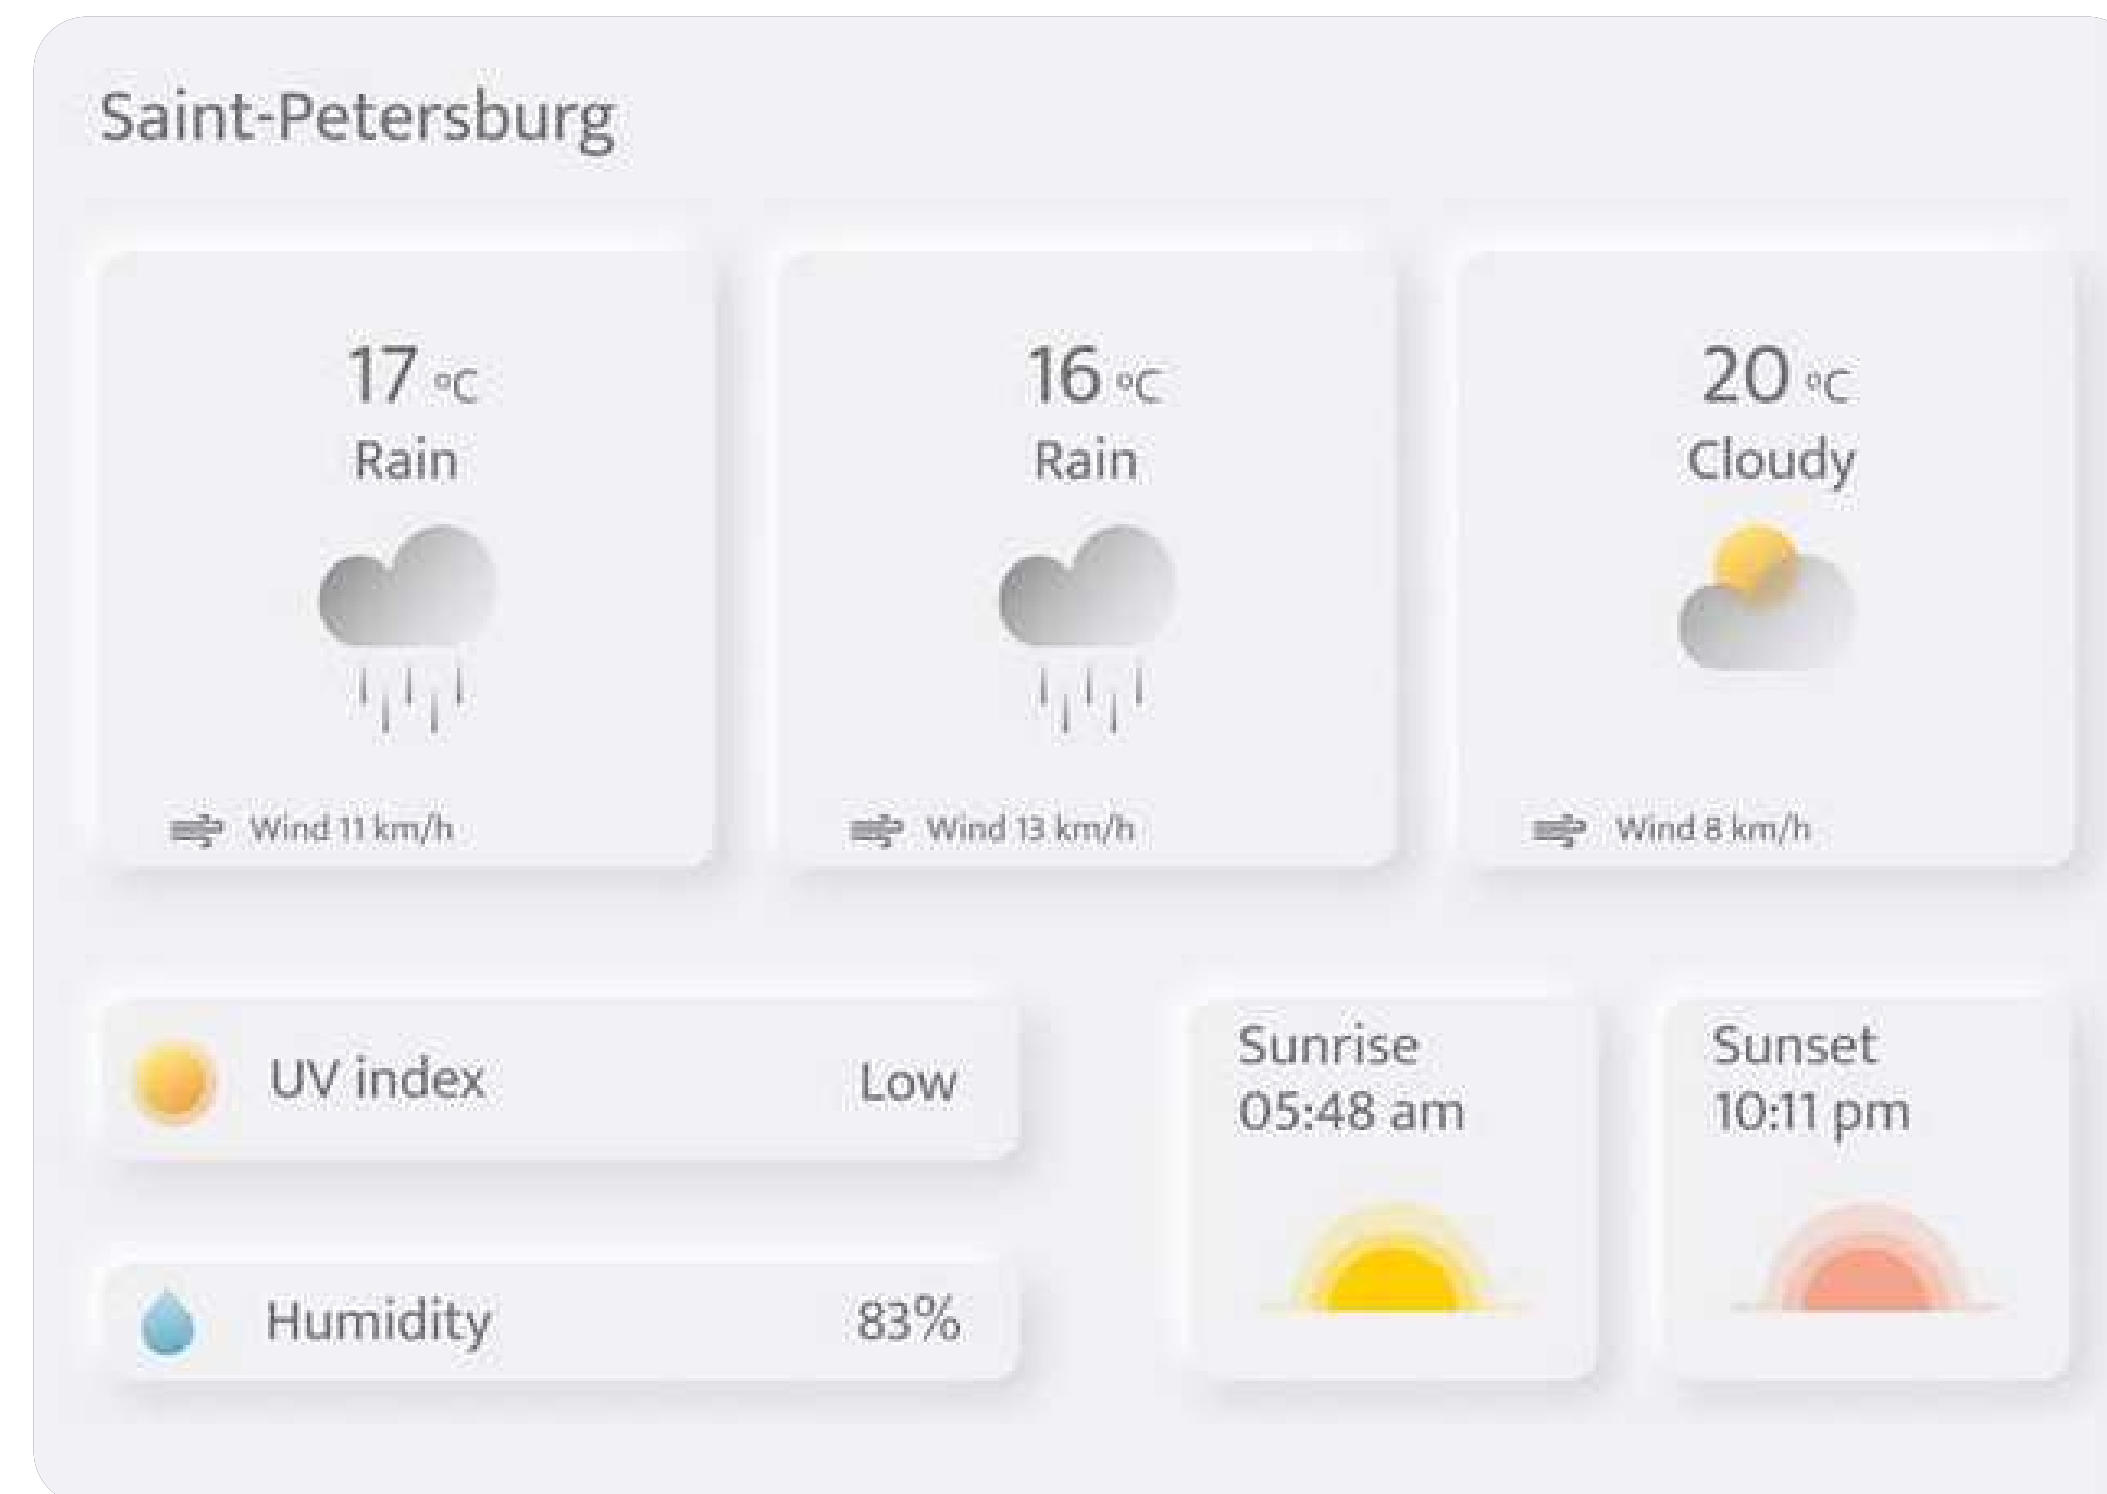 Saint-Petersburg
17 °C
Rain
Wind 11 km/h
16 °C
Rain
Wind 13 km/h
20 °C
Cloudy
Wind 8 km/h
UV index Low
Humidity 83%
Sunrise
05:48 am
Sunset
10:11 pm